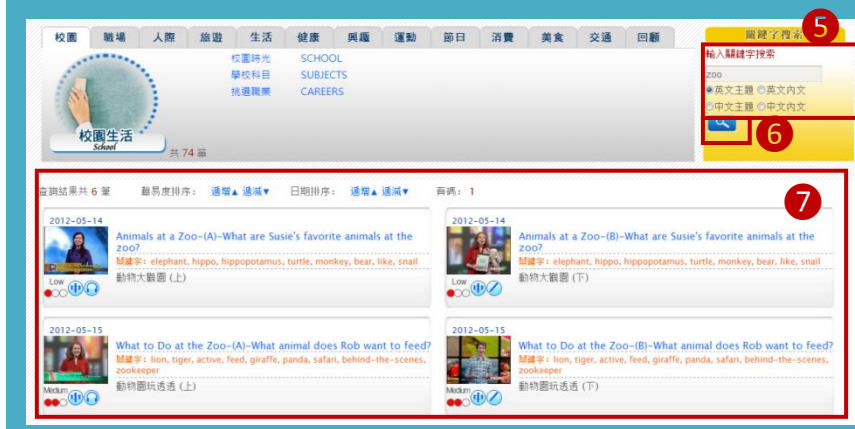 校園 職場 人際 旅遊 生活 健康 興趣 運動 節日 消費 美食 交通 回顧
關鍵字搜索
5
校園時光 SCHOOL
學校科目 SUBJECTS
挑選職業 CAREERS
校園生活
School
共 74 筆
輸入關鍵字搜索
zoo
英文主題 英文內文
中文主題 中文內文
6
7
查詢結果共 6 筆 難易度排序: 遞增▲ 遞減▼ 日期排序: 遞增▲ 遞減▼ 頁碼: 1
2012-05-14
Animals at a Zoo-(A)-What are Susie's favorite animals at the
zoo?
關鍵字: elephant, hippo, hippopotamus, turtle, monkey, bear, like, snail
動物大觀園 (上)
Low
中
2012-05-14
Animals at a Zoo-(B)-What are Susie's favorite animals at the
zoo?
關鍵字: elephant, hippo, hippopotamus, turtle, monkey, bear, like, snail
動物大觀園 (下)
Low
中
2012-05-15
What to Do at the Zoo-(A)-What animal does Rob want to feed?
關鍵字: lion, tiger, active, feed, giraffe, panda, safari, behind-the-scenes,
zookeeper
動物園玩透透 (上)
Medium
中
2012-05-15
What to Do at the Zoo-(B)-What animal does Rob want to feed?
關鍵字: lion, tiger, active, feed, giraffe, panda, safari, behind-the-scenes,
zookeeper
動物園玩透透 (下)
Medium
中